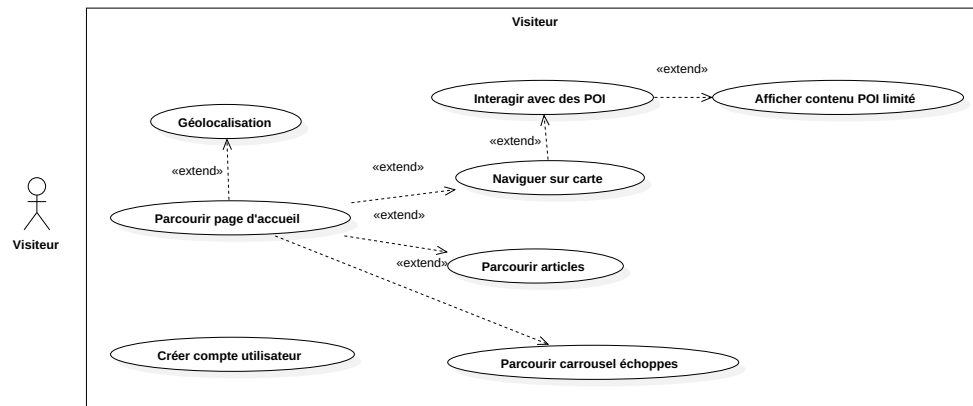 Visiteur
«extend»
Interagir avec des POI
Afficher contenu POI limité
Géolocalisation
«extend»
«extend»
«extend»
Naviguer sur carte
Visiteur
Parcourir page d'accueil
«extend»
«extend»
Parcourir articles
Créer compte utilisateur
Parcourir carrousel échoppes